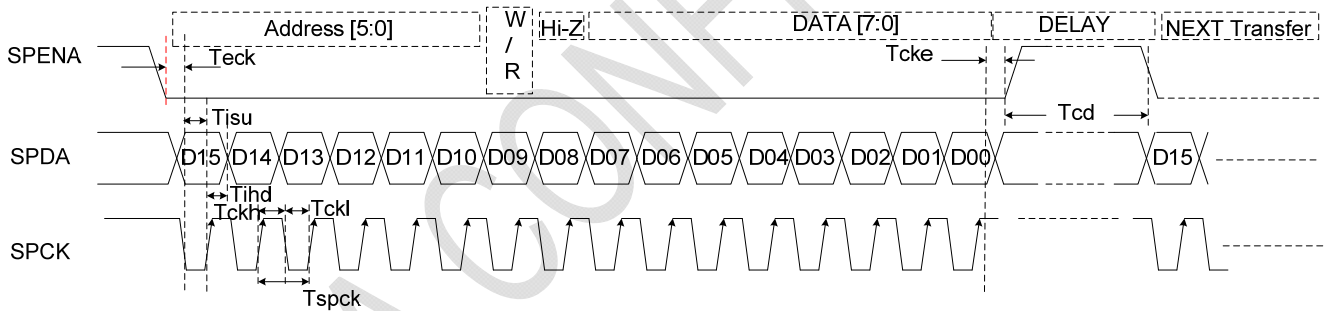 Address [5:0] W / R Hi-Z DATA [7:0] DELAY NEXT Transfer
SPENA Teck Tcke
Tcd
Tisu
SPDA D15 D14 D13 D12 D11 D10 D09 D08 D07 D06 D05 D04 D03 D02 D01 D00 D15
Tihd
Tckh Tckl
SPCK
Tspck